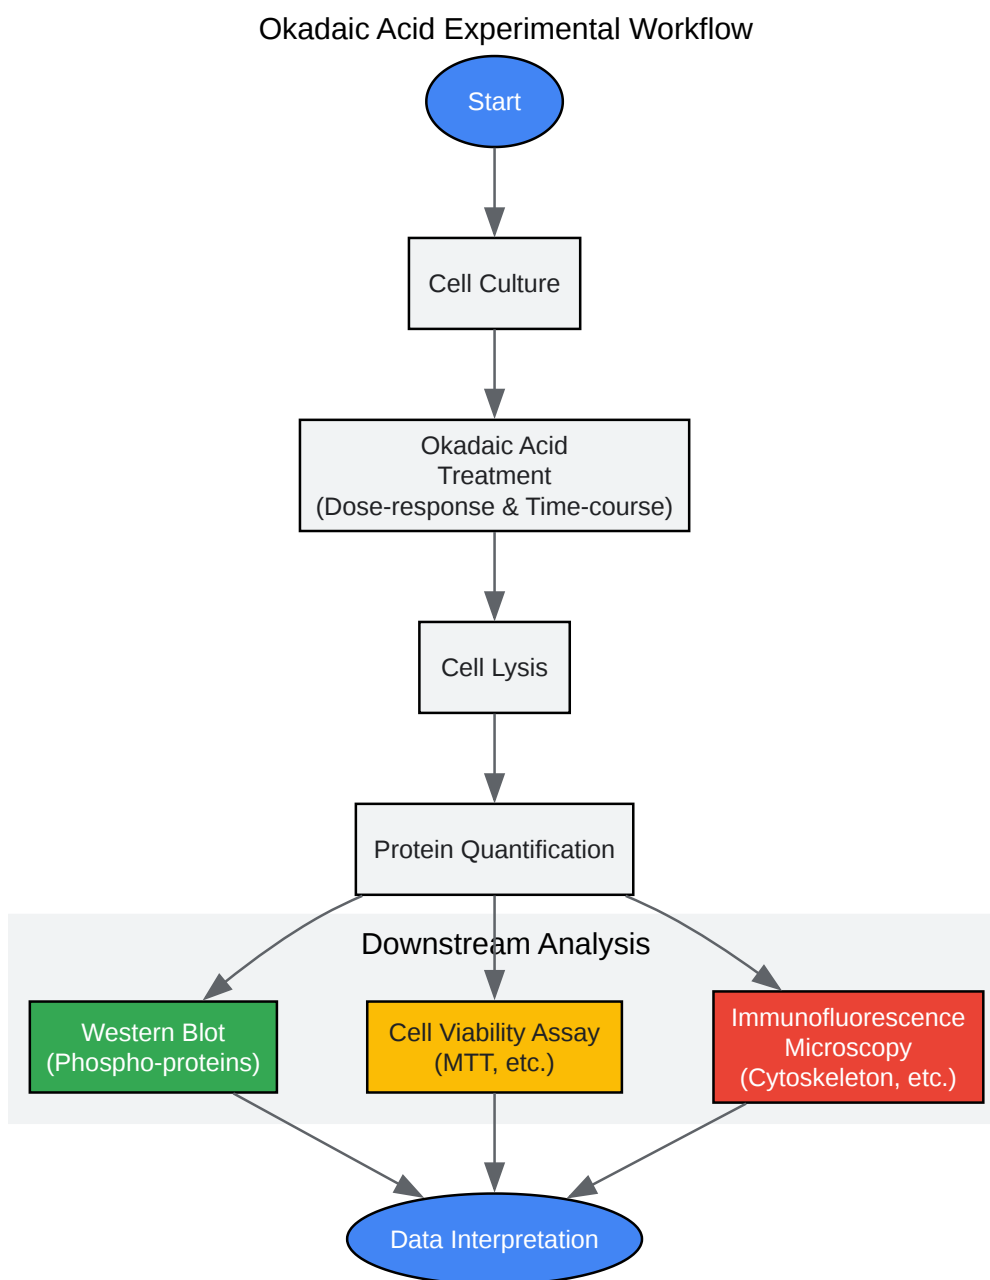 Okadaic Acid Experimental Workflow
Start
Cell Culture
Okadaic Acid
Treatment
(Dose-response & Time-course)
Cell Lysis
Protein Quantification
Downstream Analysis
Western Blot
(Phospho-proteins)
Cell Viability Assay
(MTT, etc.)
Immunofluorescence
Microscopy
(Cytoskeleton, etc.)
Data Interpretation